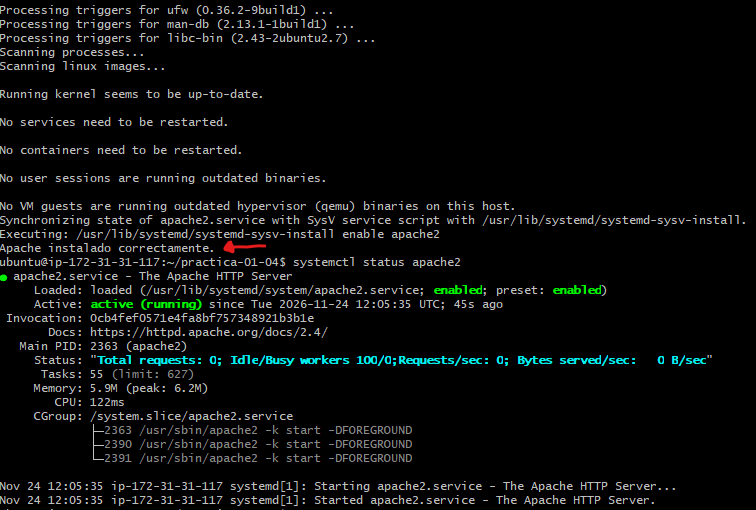 Processing triggers for ufw (0.36.2-9build1) ...
Processing triggers for man-db (2.13.1-1build1) ...
Processing triggers for libc-bin (2.43-2ubuntu2.7) ...
Scanning processes...
Scanning linux images...
Running kernel seems to be up-to-date.
No services need to be restarted.
No containers need to be restarted.
No user sessions are running outdated binaries.
No VM guests are running outdated hypervisor (qemu) binaries on this host.
Synchronizing state of apache2.service with SysV service script with /usr/lib/systemd/systemd-sysv-install.
Executing: /usr/lib/systemd/systemd-sysv-install enable apache2
Apache instalado correctamente.
ubuntu@ip-172-31-31-117:~/practica-01-04$ systemctl status apache2
● apache2.service - The Apache HTTP Server
Loaded: loaded (/usr/lib/systemd/system/apache2.service; enabled; preset: enabled)
Active: active (running) since Tue 2026-11-24 12:05:35 UTC; 45s ago
Invocation: 0cb4fef0571e4fa8bf757348921b3b1e
Docs: https://httpd.apache.org/docs/2.4/
Main PID: 2363 (apache2)
Status: "Total requests: 0; Idle/Busy workers 100/0;Requests/sec: 0; Bytes served/sec:   0 B/sec"
Tasks: 55 (limit: 627)
Memory: 5.9M (peak: 6.2M)
CPU: 122ms
CGroup: /system.slice/apache2.service
├─2363 /usr/sbin/apache2 -k start -DFOREGROUND
├─2390 /usr/sbin/apache2 -k start -DFOREGROUND
└─2391 /usr/sbin/apache2 -k start -DFOREGROUND
Nov 24 12:05:35 ip-172-31-31-117 systemd[1]: Starting apache2.service - The Apache HTTP Server...
Nov 24 12:05:35 ip-172-31-31-117 systemd[1]: Started apache2.service - The Apache HTTP Server.